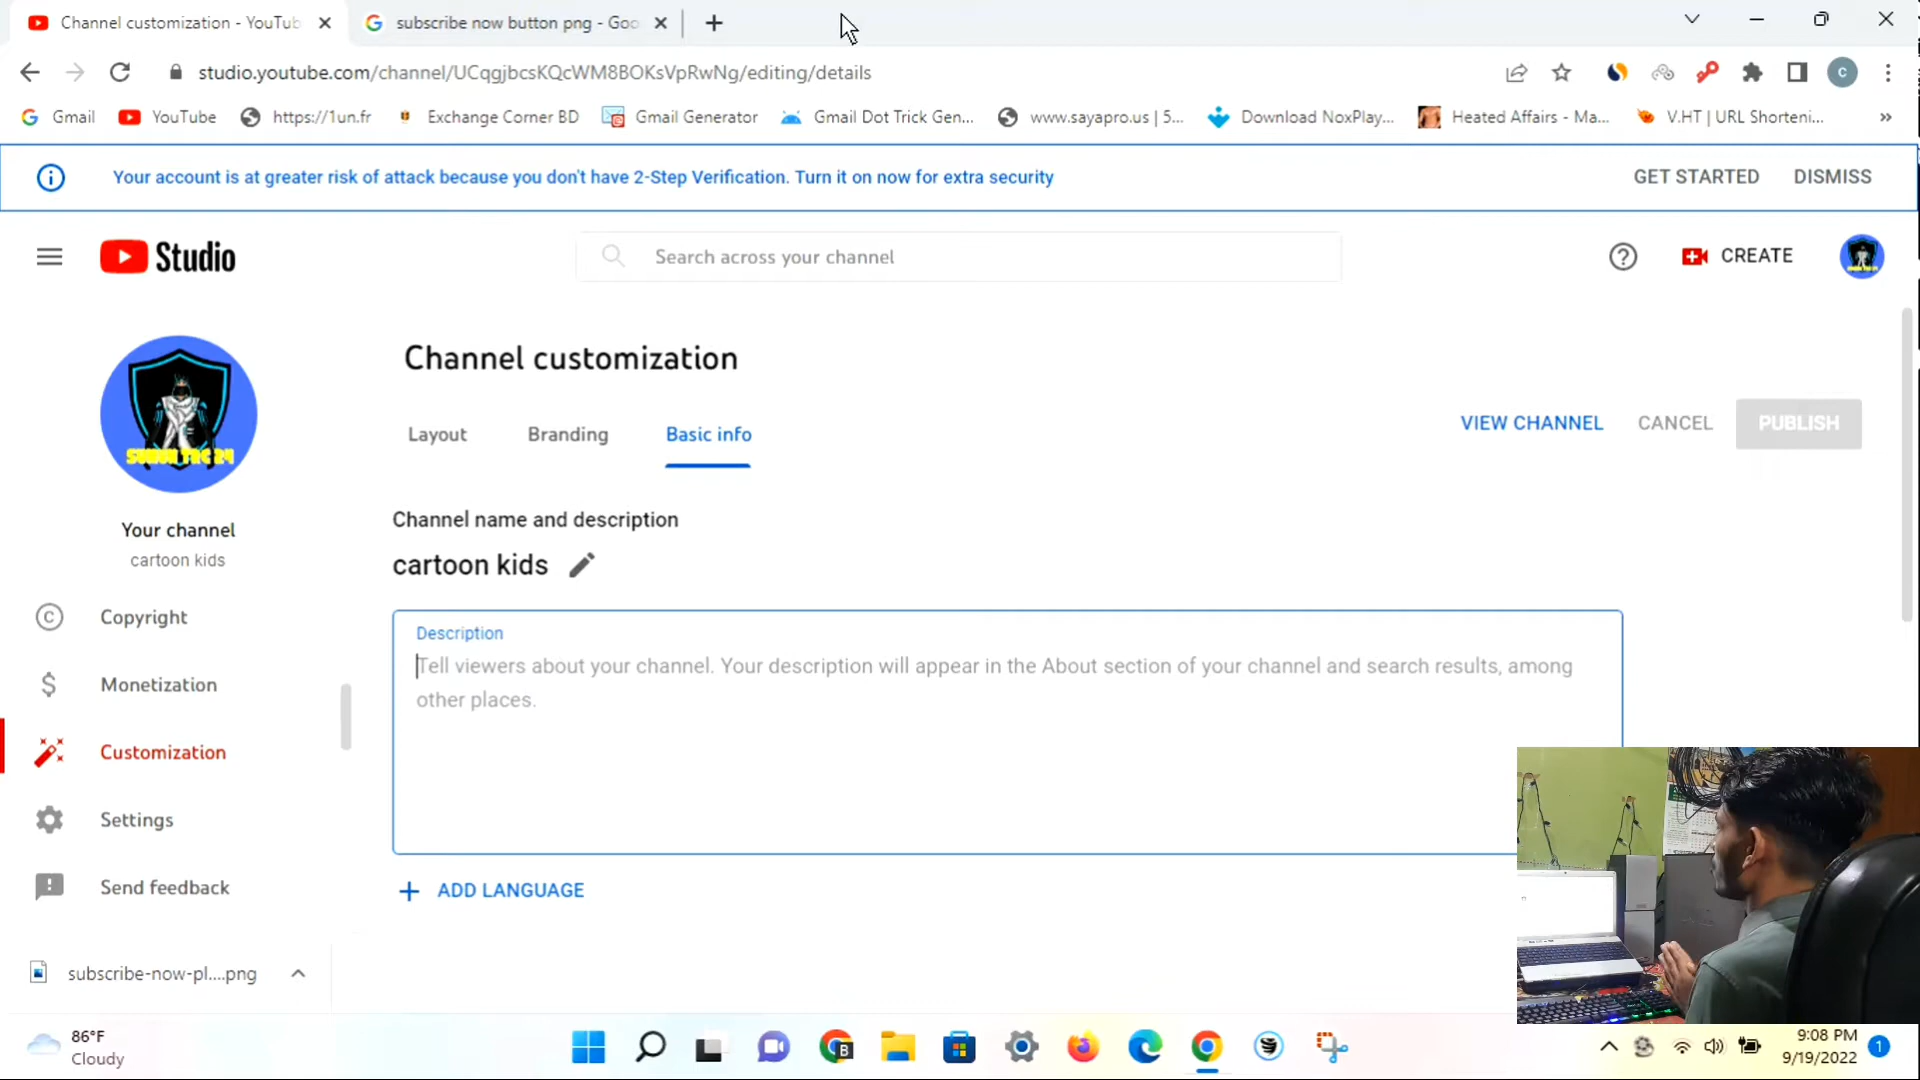 Channel customization - YouTub
subscribe now button png - Goo
studio.youtube.com/channel/UCqgjbcsKQcWM8BOKsVpRwNg/editing/details
C
Gmail
YouTube
https://1un.fr
Exchange Corner BD
Gmail Generator
Gmail Dot Trick Gen...
www.sayapro.us | 5...
Download NoxPlay...
Heated Affairs - Ma...
V.HT | URL Shorteni...
»
Your account is at greater risk of attack because you don't have 2-Step Verification. Turn it on now for extra security
GET STARTED
DISMISS
Studio
Search across your channel
CREATE
Channel customization
Layout
Branding
Basic info
VIEW CHANNEL
CANCEL
PUBLISH
Your channel
cartoon kids
Channel name and description
cartoon kids
Description
Tell viewers about your channel. Your description will appear in the About section of your channel and search results, among
other places.
Copyright
Monetization
Customization
Settings
Send feedback
ADD LANGUAGE
subscribe-now-pl....png
86°F
Cloudy
B
9:08 PM
9/19/2022
1